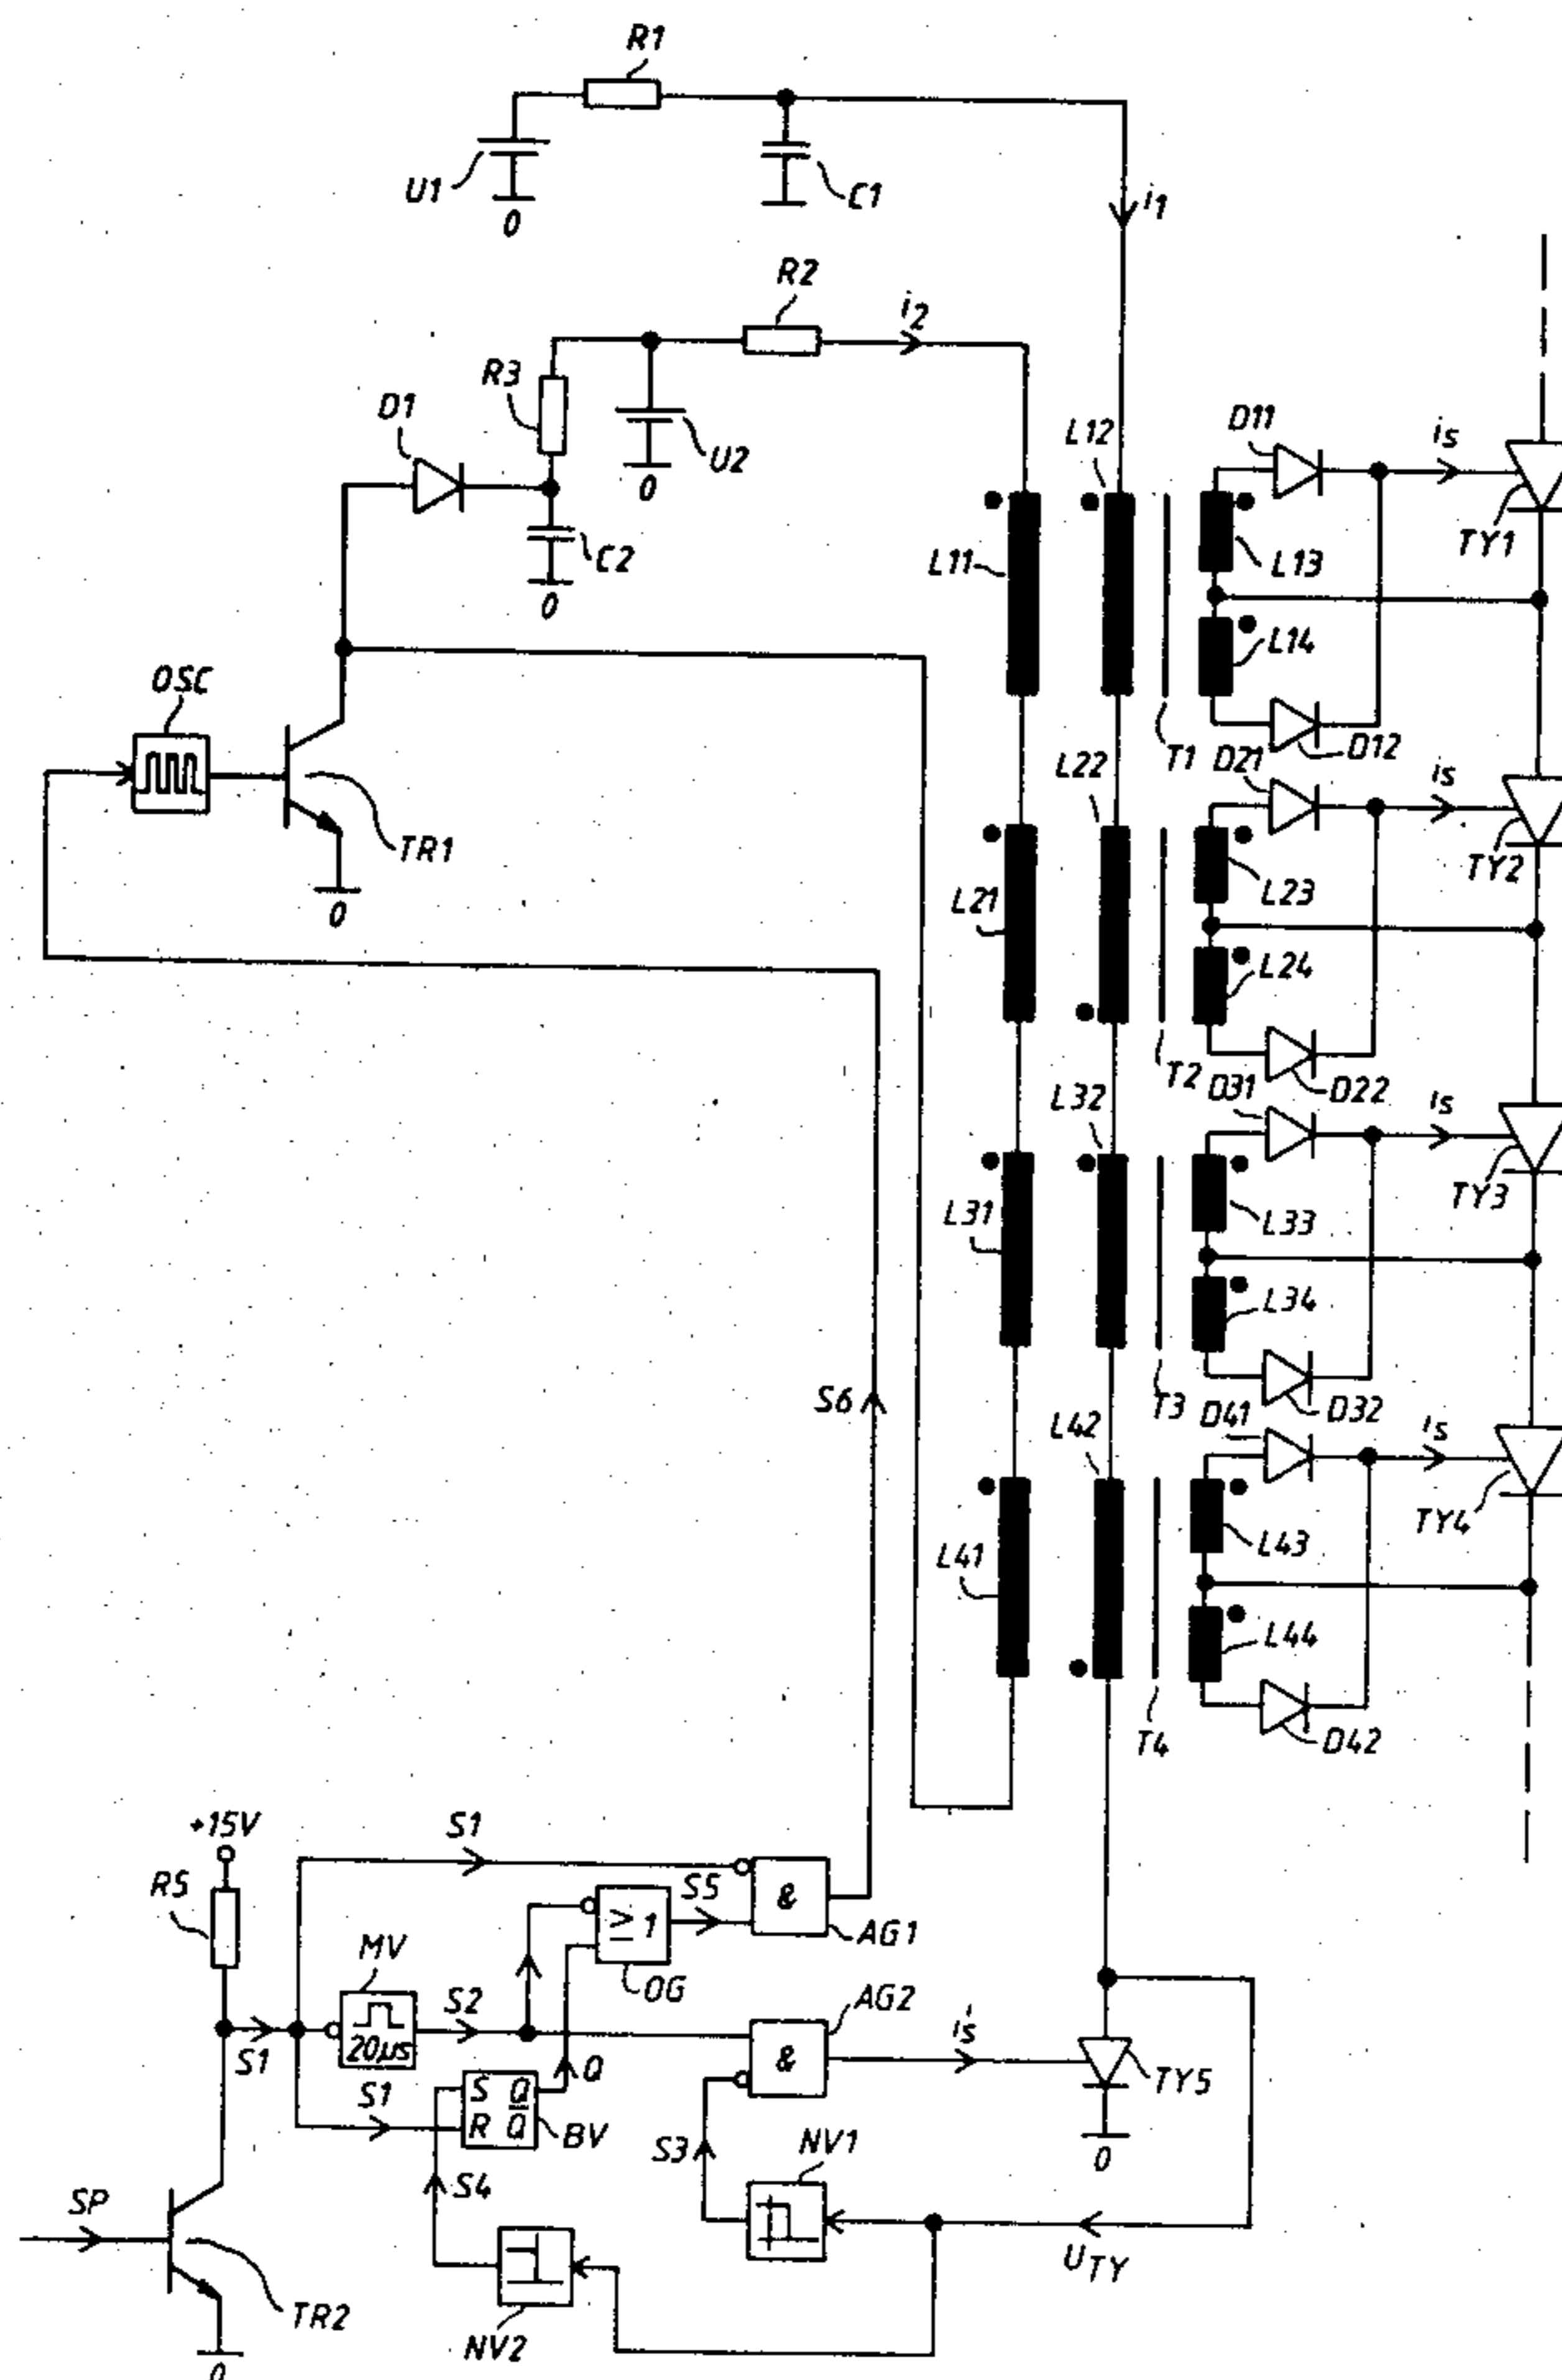 R1
U1
0
C1
i1
R2
i2
R3
D1
U2
0
C2
0
L12
D11
is
TY1
L11
L13
L14
OSC
T1
D12
L22
D21
is
TR1
0
TY2
L21
L23
L24
T2
D22
L32
D31
is
TY3
L31
L33
L34
S6
T3
D32
L42
D41
is
TY4
L41
L43
L44
T4
D42
+15V
S1
R5
&
S5
≥1
AG1
MV
OG
S2
AG2
20µs
S1
&
i's
S1
S Q
R Q̅
Q
BV
TY5
0
S3
NV1
SP
S4
UTY
TR2
NV2
0